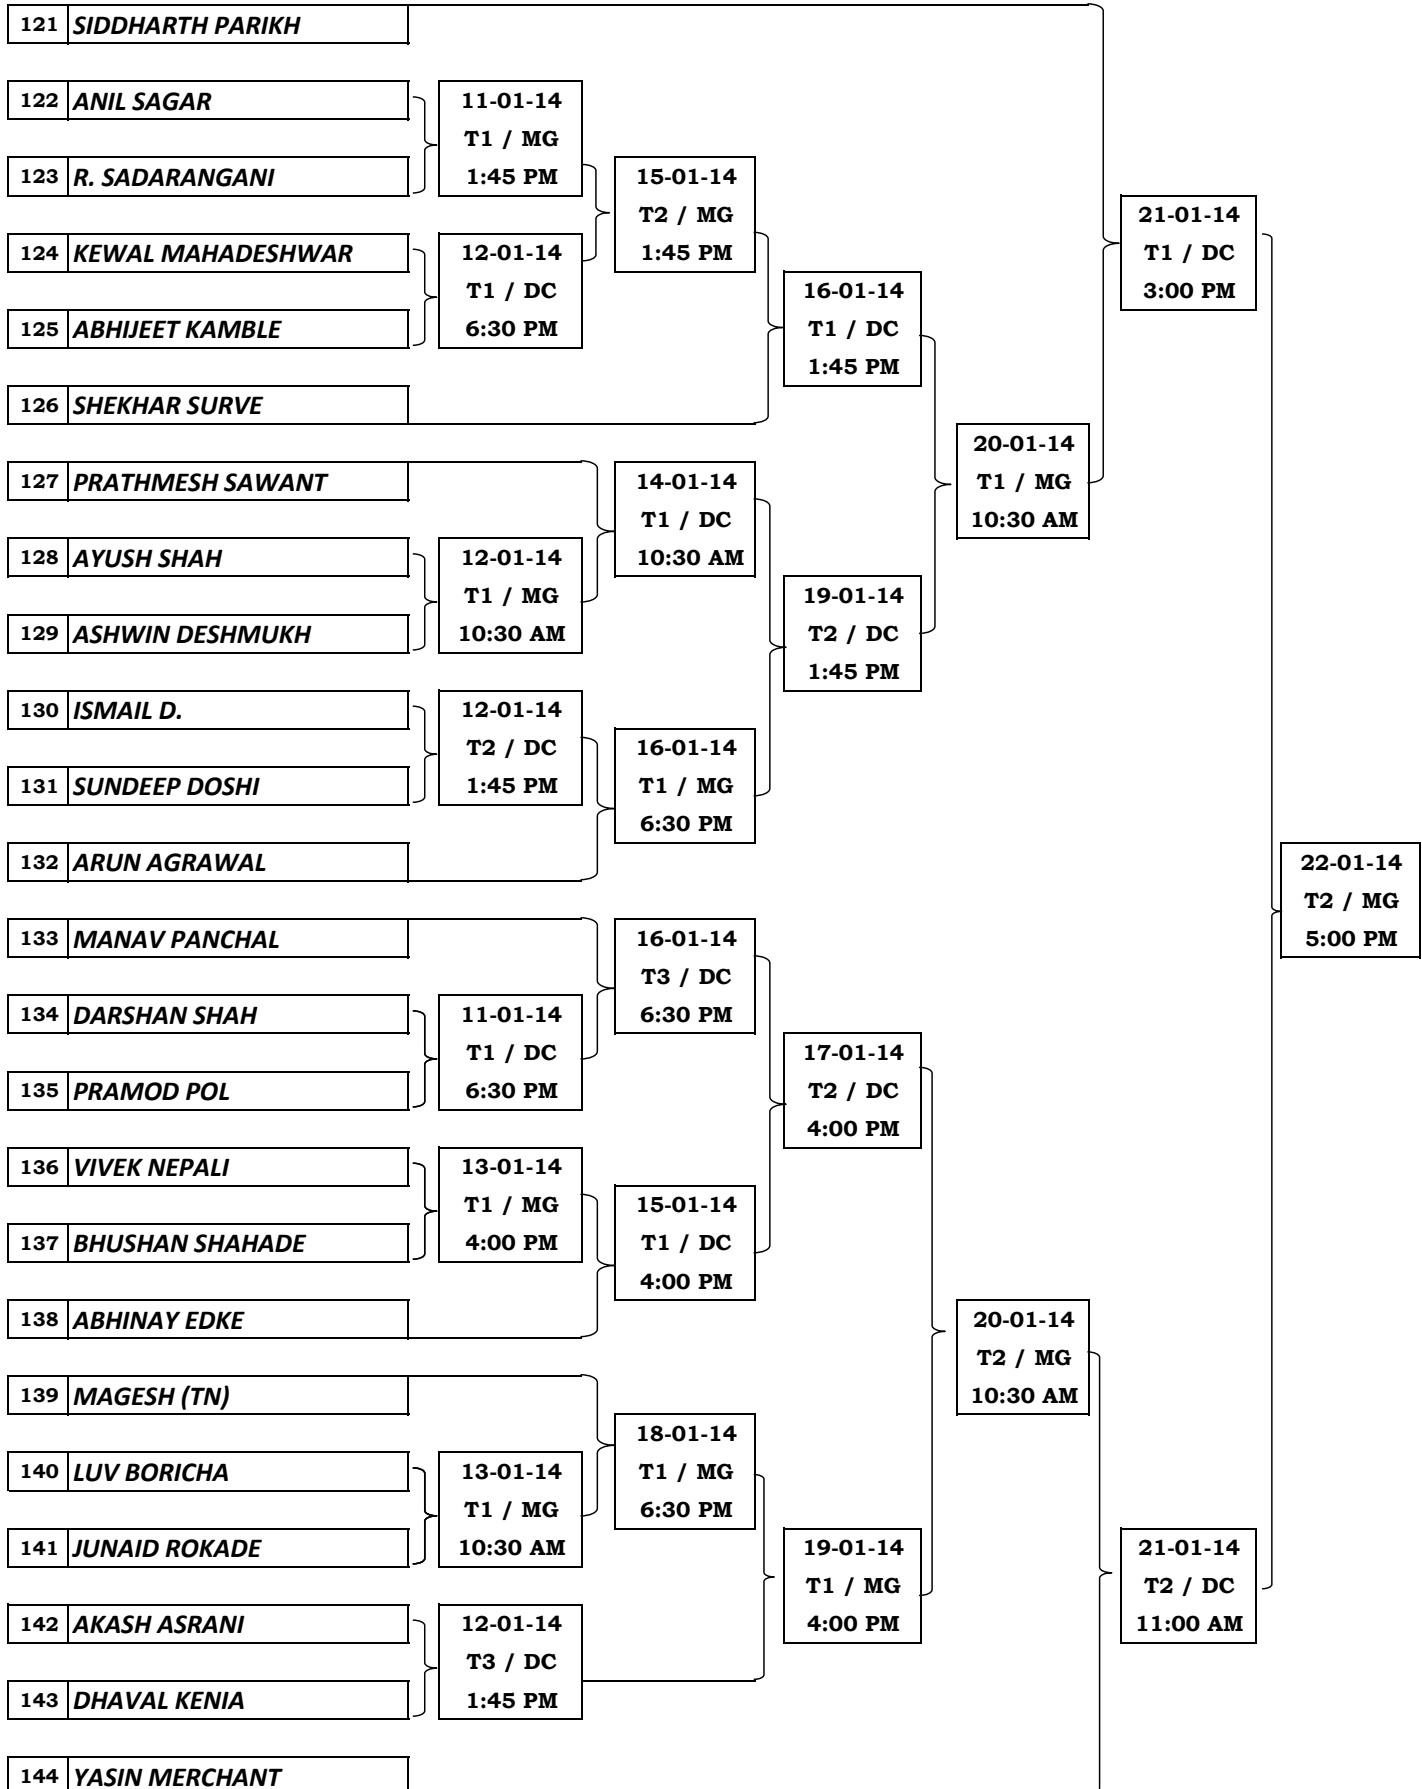 121 SIDDHARTH PARIKH
122 ANIL SAGAR
123 R. SADARANGANI
124 KEWAL MAHADESHWAR
125 ABHIJEET KAMBLE
126 SHEKHAR SURVE
127 PRATHMESH SAWANT
128 AYUSH SHAH
129 ASHWIN DESHMUKH
130 ISMAIL D.
131 SUNDEEP DOSHI
132 ARUN AGRAWAL
133 MANAV PANCHAL
134 DARSHAN SHAH
135 PRAMOD POL
136 VIVEK NEPALI
137 BHUSHAN SHAHADE
138 ABHINAY EDKE
139 MAGESH (TN)
140 LUV BORICHA
141 JUNAID ROKADE
142 AKASH ASRANI
143 DHAVAL KENIA
144 YASIN MERCHANT
11-01-14
T1 / MG
1:45 PM
12-01-14
T1 / DC
6:30 PM
12-01-14
T1 / MG
10:30 AM
12-01-14
T2 / DC
1:45 PM
11-01-14
T1 / DC
6:30 PM
13-01-14
T1 / MG
4:00 PM
13-01-14
T1 / MG
10:30 AM
12-01-14
T3 / DC
1:45 PM
15-01-14
T2 / MG
1:45 PM
14-01-14
T1 / DC
10:30 AM
16-01-14
T1 / MG
6:30 PM
16-01-14
T3 / DC
6:30 PM
15-01-14
T1 / DC
4:00 PM
18-01-14
T1 / MG
6:30 PM
16-01-14
T1 / DC
1:45 PM
19-01-14
T2 / DC
1:45 PM
17-01-14
T2 / DC
4:00 PM
19-01-14
T1 / MG
4:00 PM
20-01-14
T1 / MG
10:30 AM
20-01-14
T2 / MG
10:30 AM
21-01-14
T1 / DC
3:00 PM
21-01-14
T2 / DC
11:00 AM
22-01-14
T2 / MG
5:00 PM